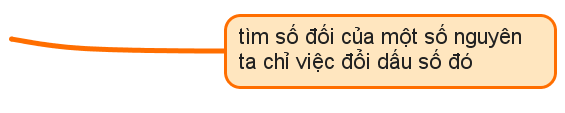 tìm số đối của một số nguyên
ta chỉ việc đổi dấu số đó